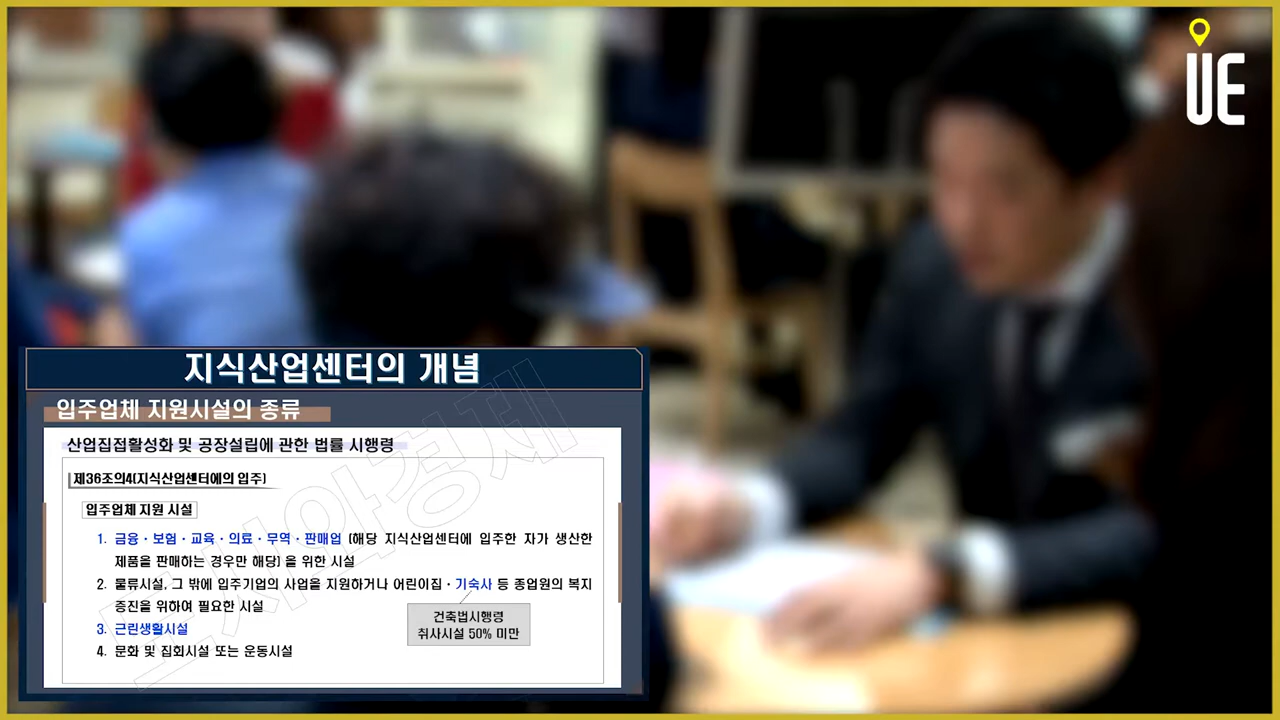 UE
지식산업센터의 개념
입주업체 지원시설의 종류
산업집접활성화 및 공장설립에 관한 법률 시행령
제36조의4(지식산업센터에의 입주)
입주업체 지원 시설
1. 금융·보험·교육·의료·무역·판매업 (해당 지식산업센터에 입주한 자가 생산한
제품을 판매하는 경우만 해당) 을 위한 시설
2. 물류시설, 그 밖에 입주기업의 사업을 지원하거나 어린이집·기숙사 등 종업원의 복지
증진을 위하여 필요한 시설
건축법시행령
취사시설 50% 미만
3. 근린생활시설
4. 문화 및 집회시설 또는 운동시설
도시와경제